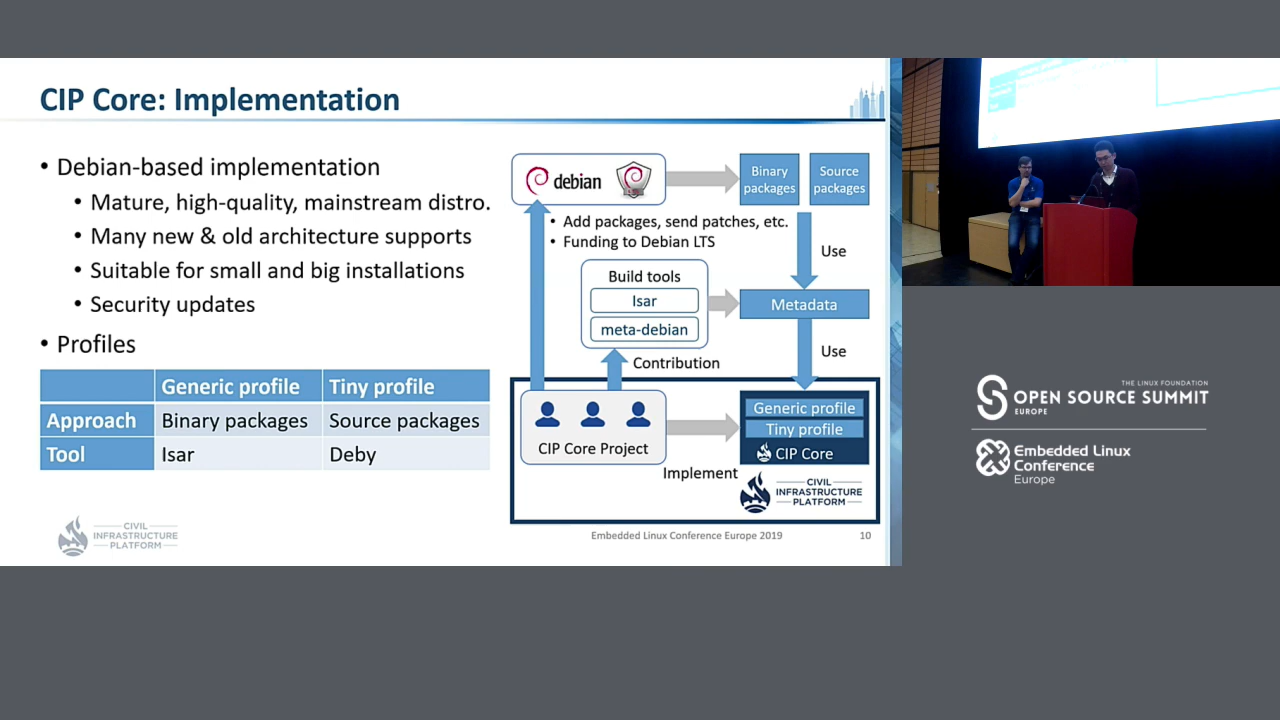 CIP Core: Implementation
• Debian-based implementation
• Mature, high-quality, mainstream distro.
• Many new & old architecture supports
• Suitable for small and big installations
• Security updates
• Profiles
Generic profile Tiny profile
Approach Binary packages Source packages
Tool Isar Deby
debian
Binary
packages
Source
packages
• Add packages, send patches, etc.
• Funding to Debian LTS
Use
Build tools
Isar
meta-debian
Metadata
Contribution
Use
CIP Core Project
Generic profile
Tiny profile
CIP Core
Implement
CIVIL
INFRASTRUCTURE
PLATFORM
CIVIL
INFRASTRUCTURE
PLATFORM
Embedded Linux Conference Europe 2019
10
THE LINUX FOUNDATION
OPEN SOURCE SUMMIT
EUROPE
Embedded Linux
Conference
Europe